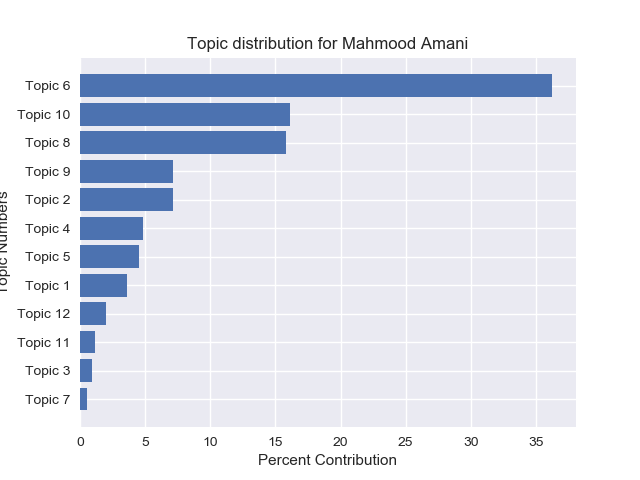 Topic distribution for Mahmood Amani
Topic 6
Topic 10
Topic 8
Topic 9
Topic 2
Topic 4
Topic 5
Topic 1
Topic 12
Topic 11
Topic 3
Topic 7
Topic Numbers
0 5 10 15 20 25 30 35
Percent Contribution